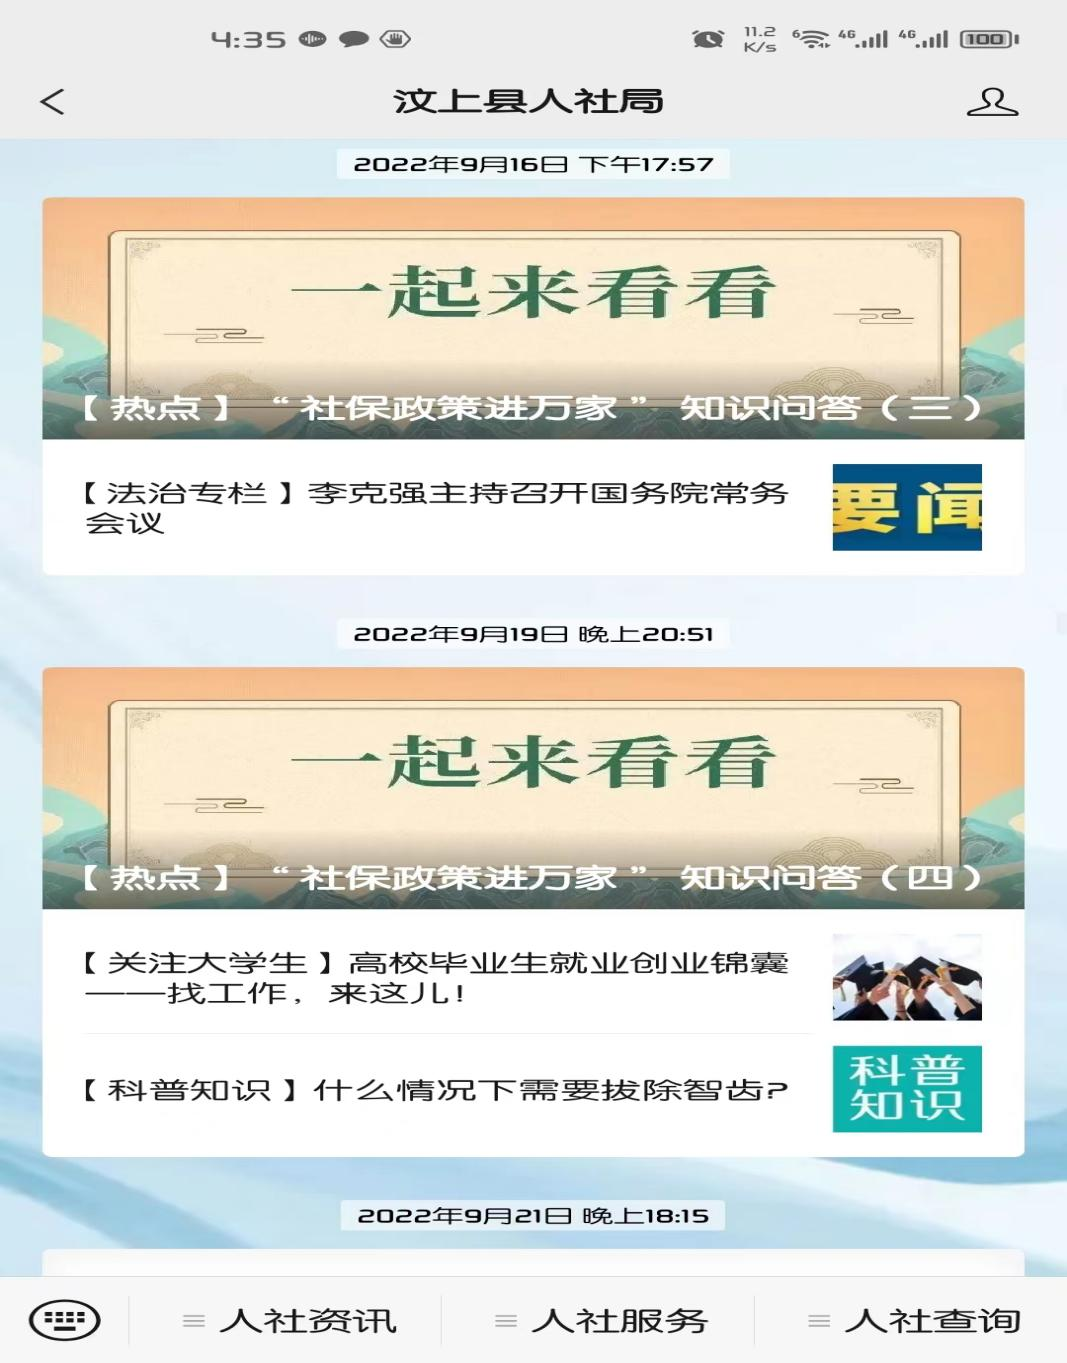 4:35
11.2
K/s
6
4G
4G
100
汶上县人社局
2022年9月16日 下午17:57
一起来看看
【热点】“社保政策进万家” 知识问答（三）
【法治专栏】李克强主持召开国务院常务
会议
要闻
2022年9月19日 晚上20:51
一起来看看
【热点】“社保政策进万家” 知识问答（四）
【关注大学生】高校毕业生就业创业锦囊
——找工作，来这儿!
【科普知识】什么情况下需要拔除智齿?
科普
知识
2022年9月21日 晚上18:15
人社资讯
人社服务
人社查询